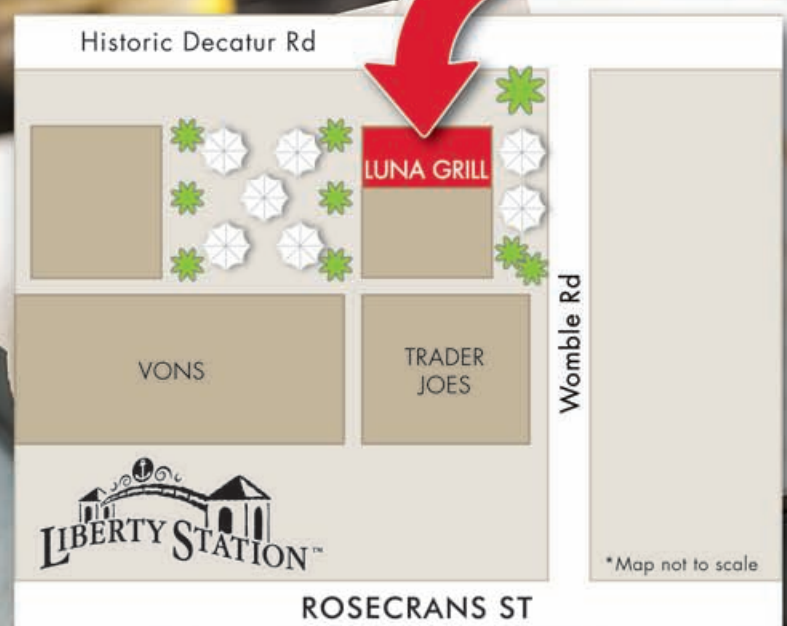 Historic Decatur Rd
LUNA GRILL
Womble Rd
VONS
TRADER
JOES
LIBERTY STATION™
*Map not to scale
ROSECRANS ST